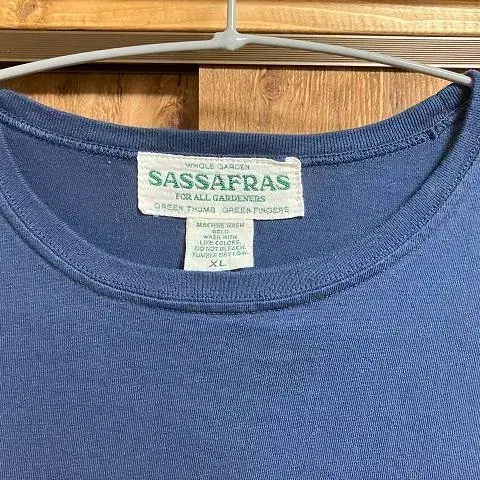 WHOLE GARDEN
SASSAFRAS
FOR ALL GARDENERS
GREEN THUMB GREEN FINGERS
MACHINE WASH
COLD.
WASH WITH
LIKE COLORS.
DO NOT BLEACH.
TUMBLE DRY LOW.
XL